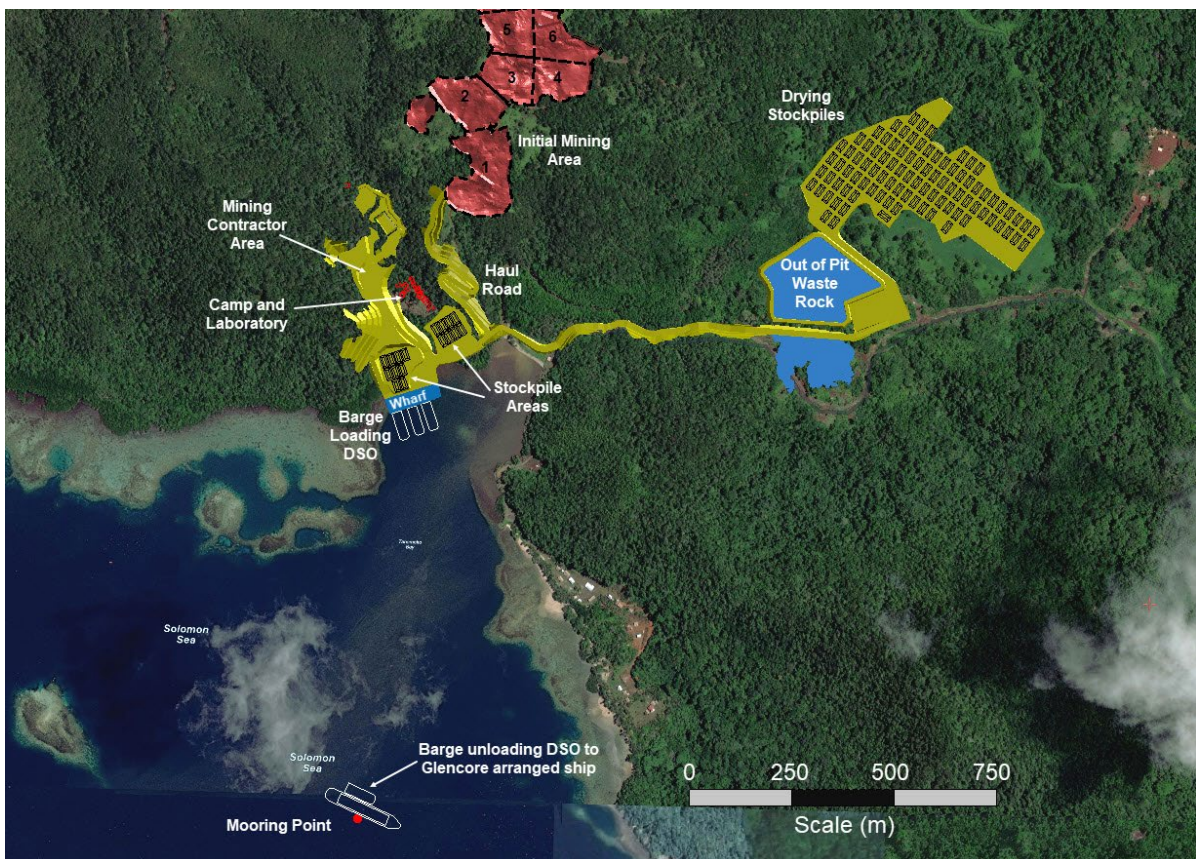 5
6
3
4
2
1
Initial Mining
Area
Drying
Stockpiles
Mining
Contractor
Area
Haul
Road
Camp and
Laboratory
Out of Pit
Waste
Rock
Stockpile
Areas
Wharf
Barge
Loading
DSO
Solomon
Sea
Solomon
Sea
Barge unloading DSO to
Glencore arranged ship
Mooring Point
0 250 500 750
Scale (m)